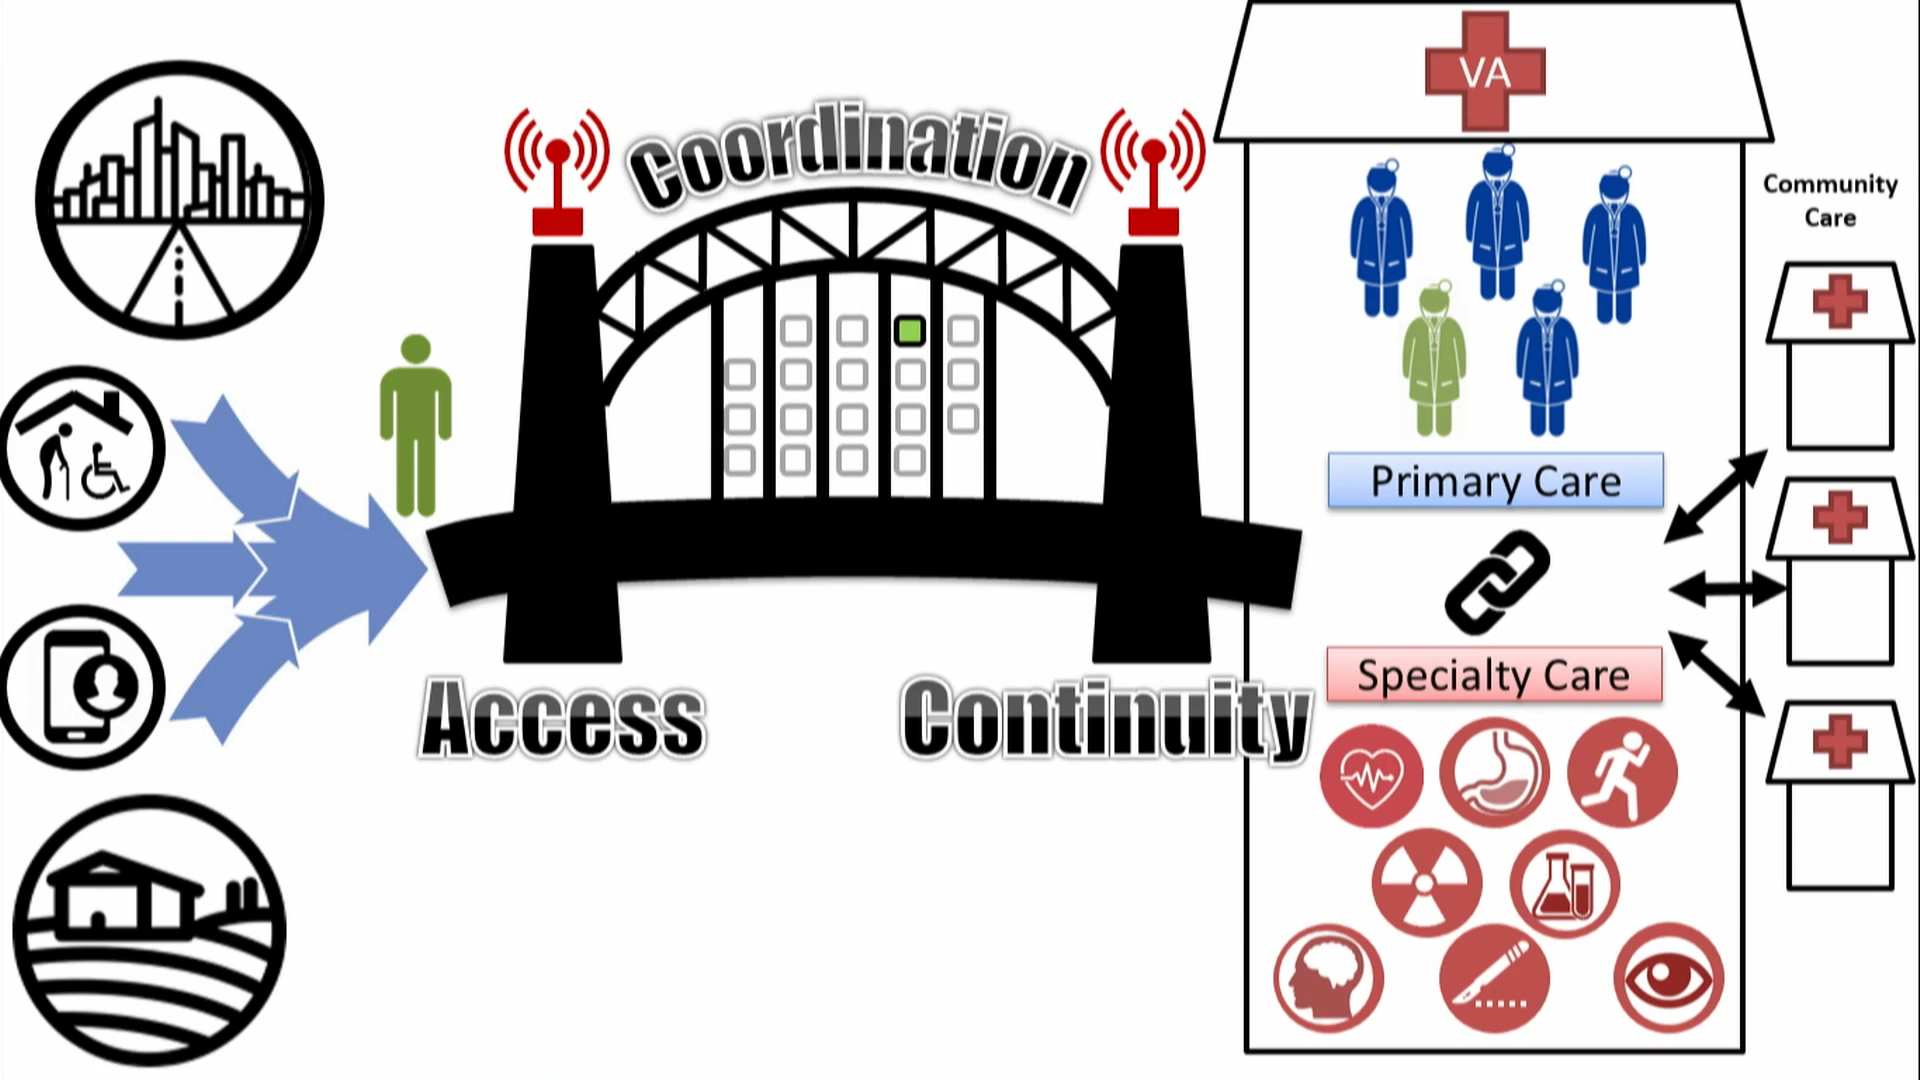 VA
Coordination
Community
Care
Primary Care
Access
Continuity
Specialty Care